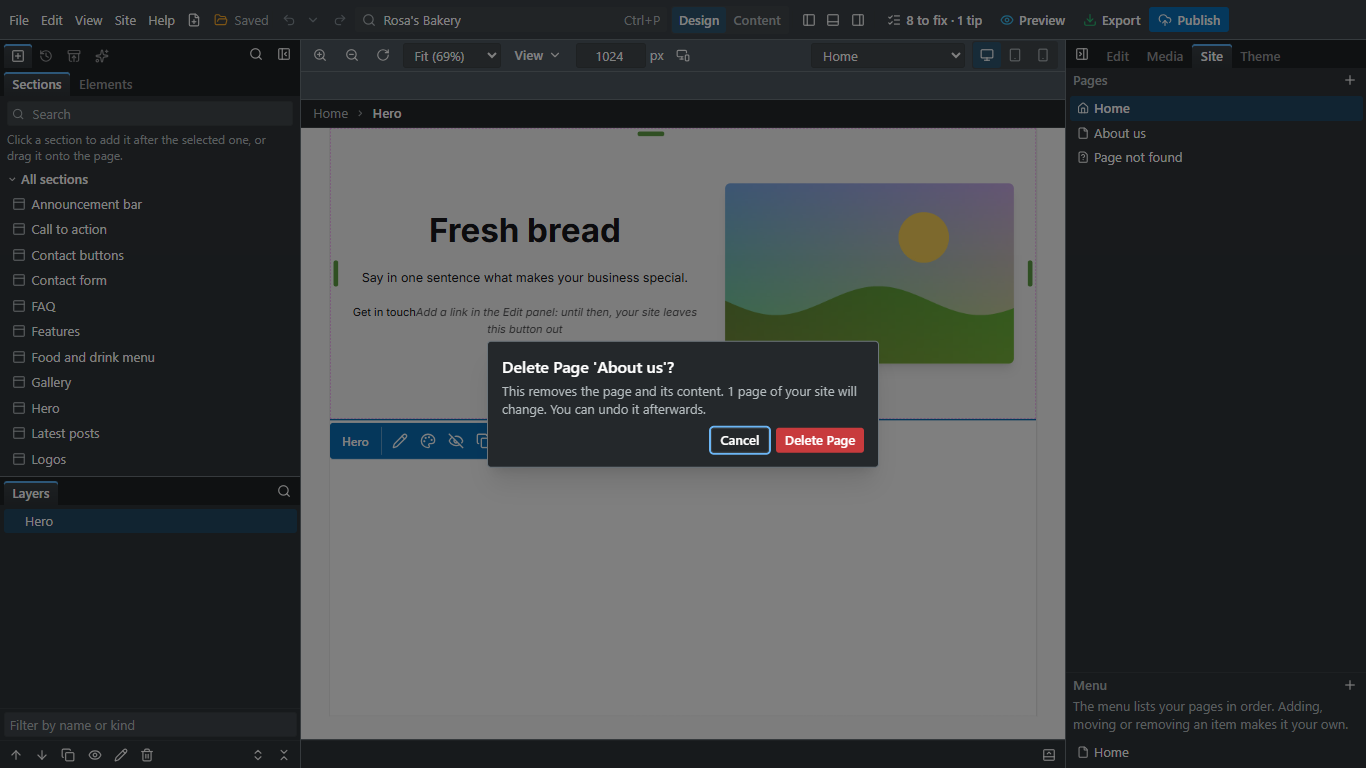 File Edit View Site Help Saved Rosa's Bakery Ctrl+P Design Content 8 to fix · 1 tip Preview Export Publish
Fit (69%) View 1024 px Home
Edit Media Site Theme
Sections Elements
Search
Click a section to add it after the selected one, or
drag it onto the page.
All sections
Announcement bar
Call to action
Contact buttons
Contact form
FAQ
Features
Food and drink menu
Gallery
Hero
Latest posts
Logos
Layers
Hero
Filter by name or kind
Home › Hero
Fresh bread
Say in one sentence what makes your business special.
Get in touchAdd a link in the Edit panel: until then, your site leaves
this button out
Hero
Delete Page 'About us'?
This removes the page and its content. 1 page of your site will
change. You can undo it afterwards.
Cancel Delete Page
Pages
Home
About us
Page not found
Menu
The menu lists your pages in order. Adding,
moving or removing an item makes it your own.
Home